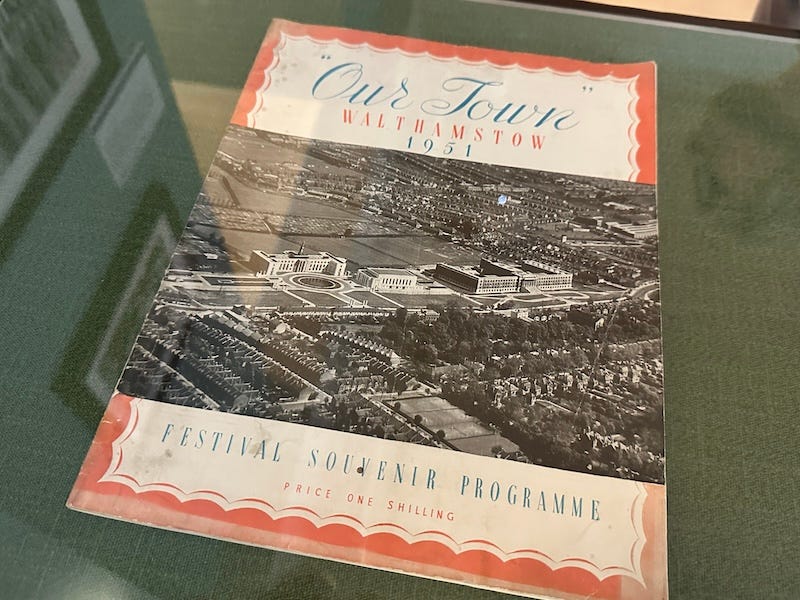 "Our Town"
WALTHAMSTOW
1951
FESTIVAL SOUVENIR PROGRAMME
PRICE ONE SHILLING